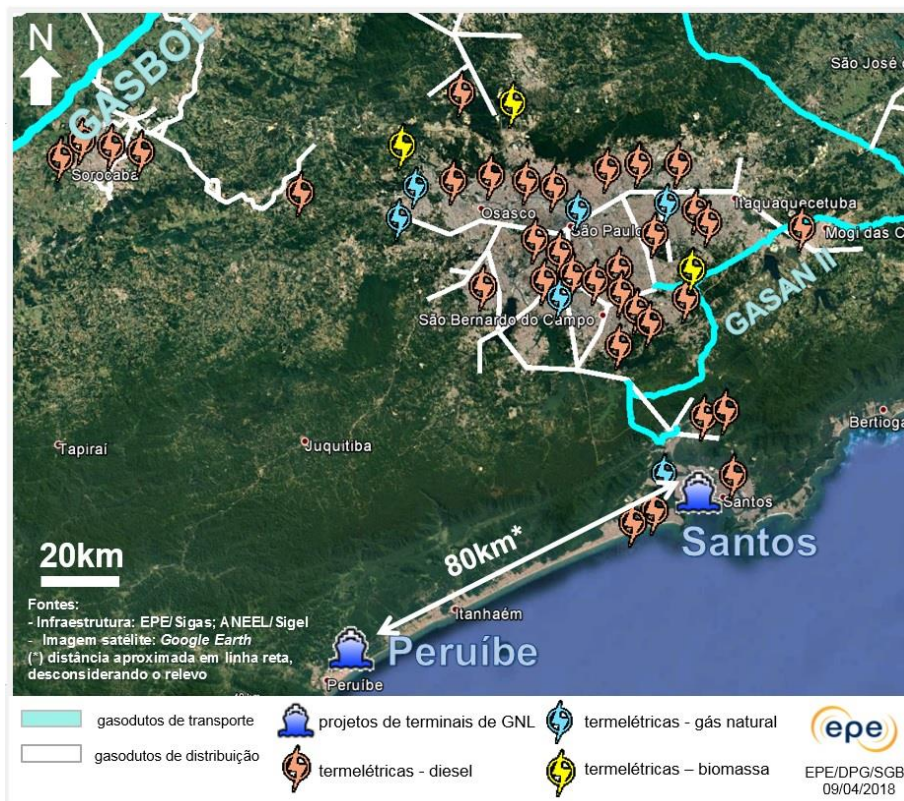 N
GASBOL
São José d
Sorocaba
Osasco
Itaquaquecetuba
São Paulo
Mogi das C
GASAN II
São Bernardo do Campo
Bertioga
Tapiraí
Juquitiba
Santos
Santos
80km*
20km
Itanhaém
Fontes:
- Infraestrutura: EPE/Sigas; ANEEL/Sigel
- Imagem satélite: Google Earth
(*) distância aproximada em linha reta,
desconsiderando o relevo
Peruíbe
Peruíbe
gasodutos de transporte
projetos de terminais de GNL
termelétricas - gás natural
epe
gasodutos de distribuição
termelétricas - diesel
termelétricas – biomassa
EPE/DPG/SGB
09/04/2018